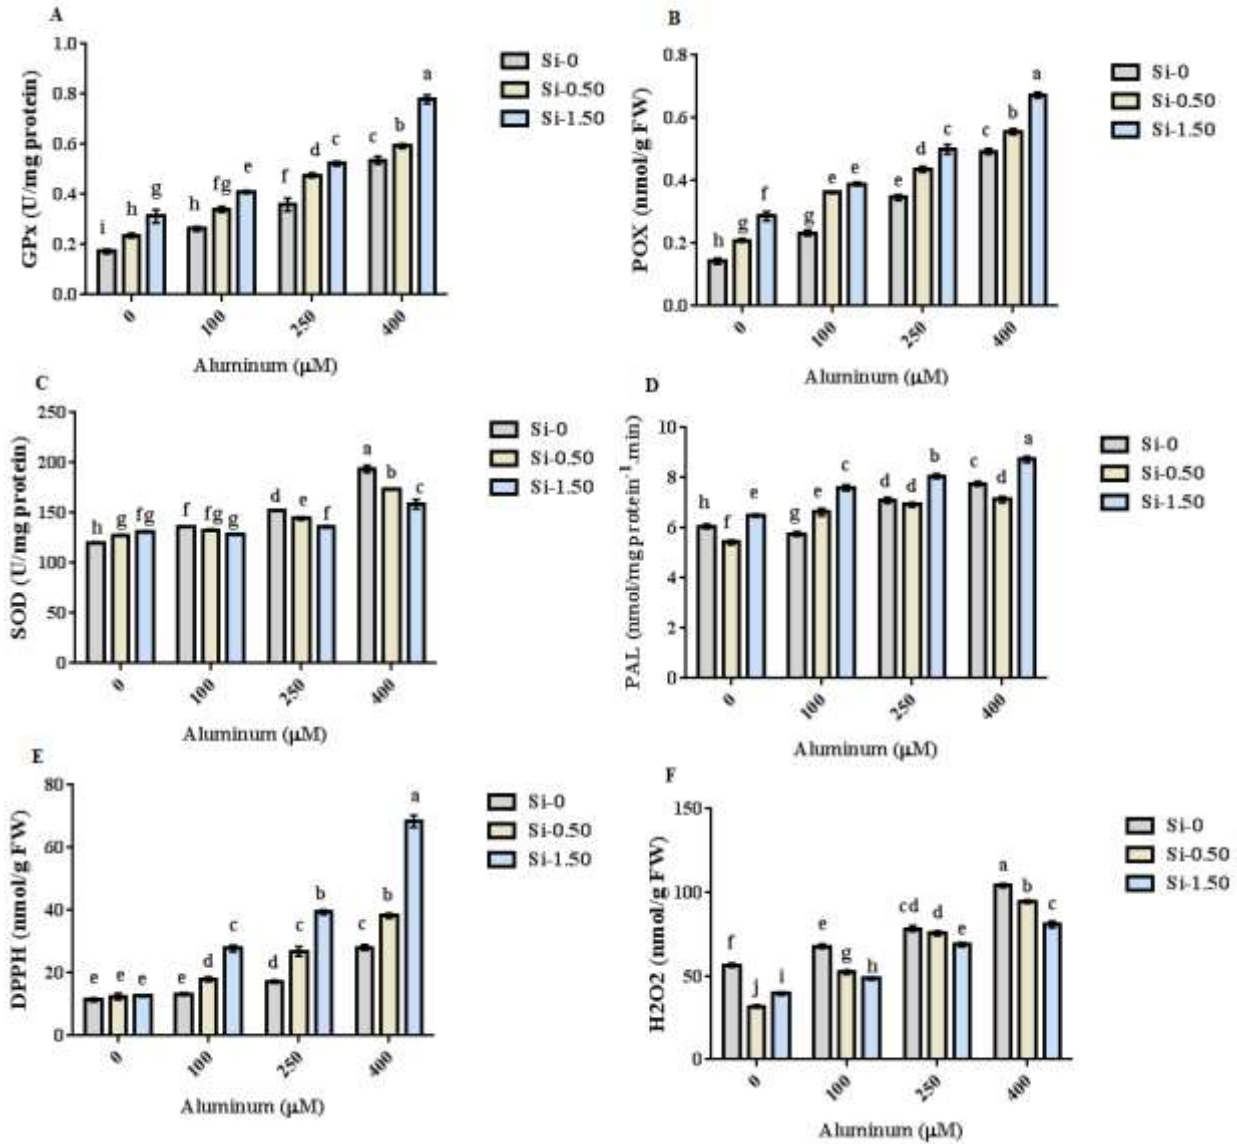 A
GPx (U/mg protein)
1.0
0.8
0.6
0.4
0.2
0.0
i h g h fg e f d c c b a
0 100 250 400
Aluminum (μM)
Si-0
Si-0.50
Si-1.50
B
POX (nmol/g FW)
0.8
0.6
0.4
0.2
0.0
h g f g e e e d c c b a
0 100 250 400
Aluminum (μM)
Si-0
Si-0.50
Si-1.50
C
SOD (U/mg protein)
250
200
150
100
50
0
h g fg f fg g d e f a b c
0 100 250 400
Aluminum (μM)
Si-0
Si-0.50
Si-1.50
D
PAL (nmol/mg protein⁻¹.min)
10
8
6
4
2
0
h f e g e c d d b c d a
0 100 250 400
Aluminum (μM)
Si-0
Si-0.50
Si-1.50
E
DPPH (nmol/g FW)
80
60
40
20
0
e e e e d c d c b c b a
0 100 250 400
Aluminum (μM)
Si-0
Si-0.50
Si-1.50
F
H2O2 (nmol/g FW)
150
100
50
0
f j i e g h cd d e a b c
0 100 250 400
Aluminum (μM)
Si-0
Si-0.50
Si-1.50